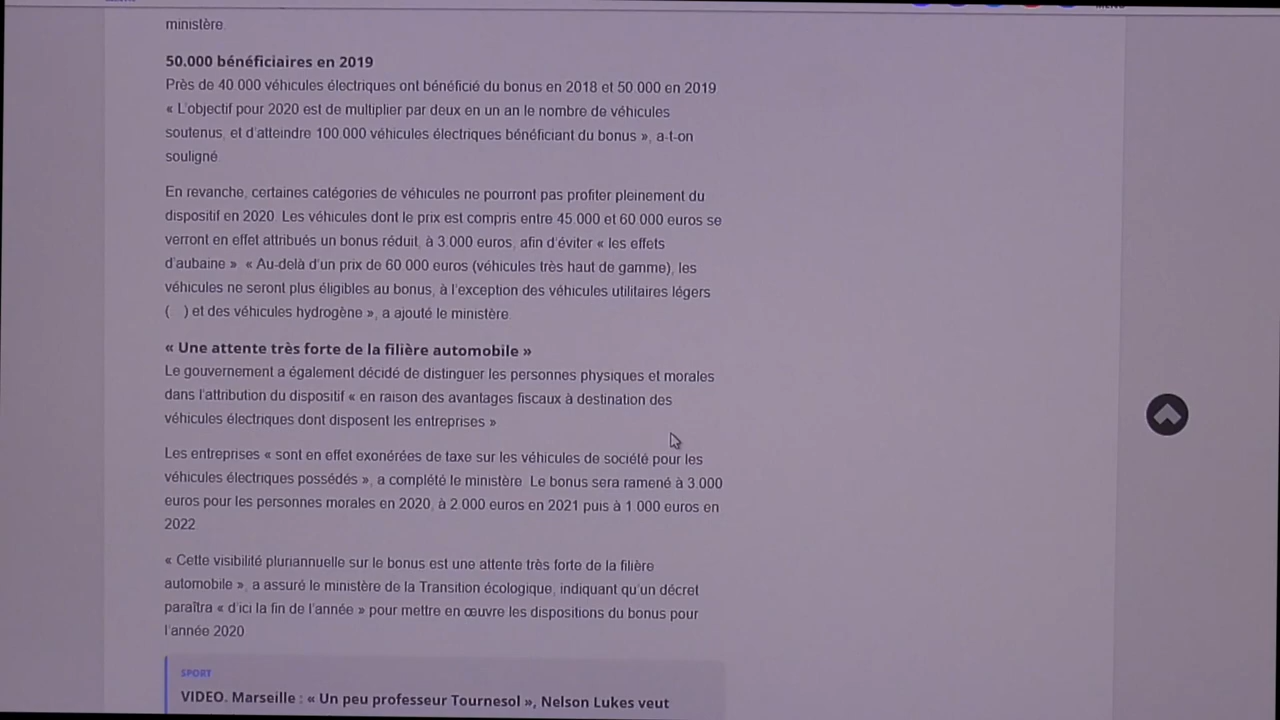 ministère.
50.000 bénéficiaires en 2019
Près de 40 000 véhicules électriques ont bénéficié du bonus en 2018 et 50 000 en 2019
« L'objectif pour 2020 est de multiplier par deux en un an le nombre de véhicules
soutenus, et d'atteindre 100 000 véhicules électriques bénéficiant du bonus », a-t-on
souligné
En revanche, certaines catégories de véhicules ne pourront pas profiter pleinement du
dispositif en 2020. Les véhicules dont le prix est compris entre 45 000 et 60 000 euros se
verront en effet attribués un bonus réduit, à 3.000 euros, afin d'éviter « les effets
d'aubaine » « Au-delà d'un prix de 60 000 euros (véhicules très haut de gamme), les
véhicules ne seront plus éligibles au bonus, à l'exception des véhicules utilitaires légers
( ) et des véhicules hydrogène », a ajouté le ministère.
« Une attente très forte de la filière automobile »
Le gouvernement a également décidé de distinguer les personnes physiques et morales
dans l'attribution du dispositif « en raison des avantages fiscaux à destination des
véhicules électriques dont disposent les entreprises »
Les entreprises « sont en effet exonérées de taxe sur les véhicules de société pour les
véhicules électriques possédés », a complété le ministère. Le bonus sera ramené à 3.000
euros pour les personnes morales en 2020, à 2.000 euros en 2021 puis à 1 000 euros en
2022
« Cette visibilité pluriannuelle sur le bonus est une attente très forte de la filière
automobile », a assuré le ministère de la Transition écologique, indiquant qu'un décret
paraîtra « d'ici la fin de l'année » pour mettre en œuvre les dispositions du bonus pour
l'année 2020
SPORT
VIDEO. Marseille : « Un peu professeur Tournesol », Nelson Lukes veut